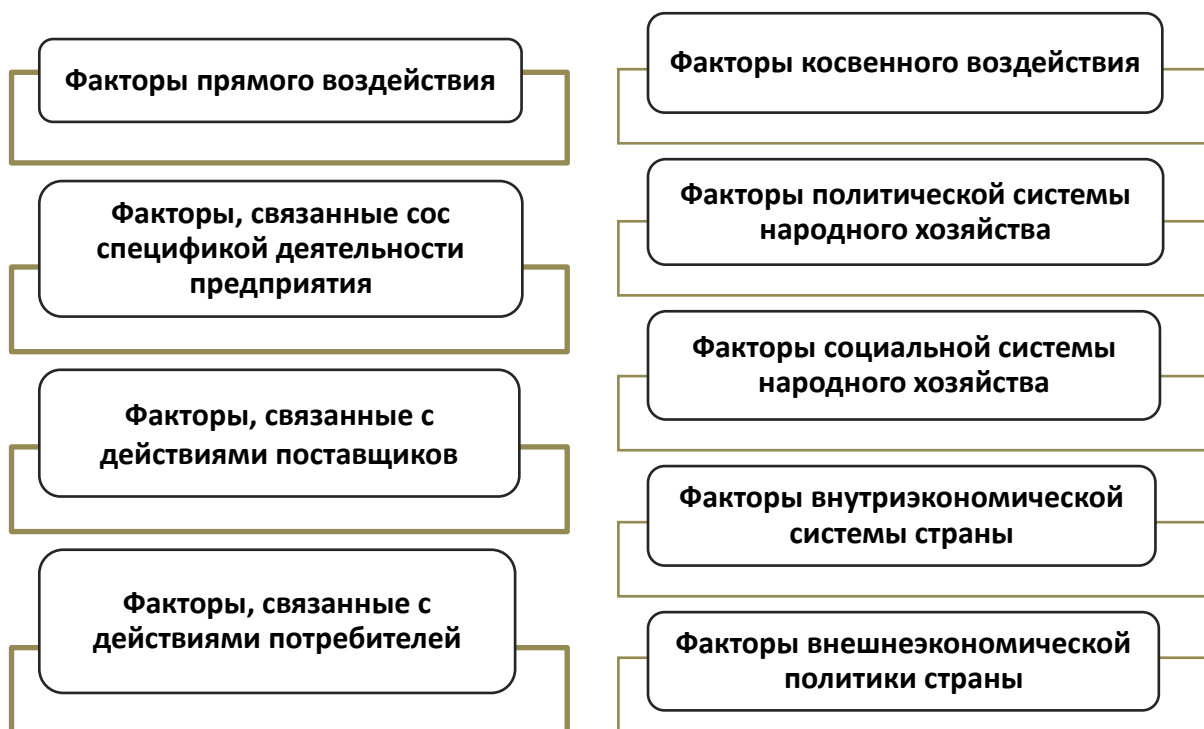 Факторы прямого воздействия
Факторы, связанные сос
спецификой деятельности
предприятия
Факторы, связанные с
действиями поставщиков
Факторы, связанные с
действиями потребителей
Факторы косвенного воздействия
Факторы политической системы
народного хозяйства
Факторы социальной системы
народного хозяйства
Факторы внутриэкономической
системы страны
Факторы внешнеэкономической
политики страны